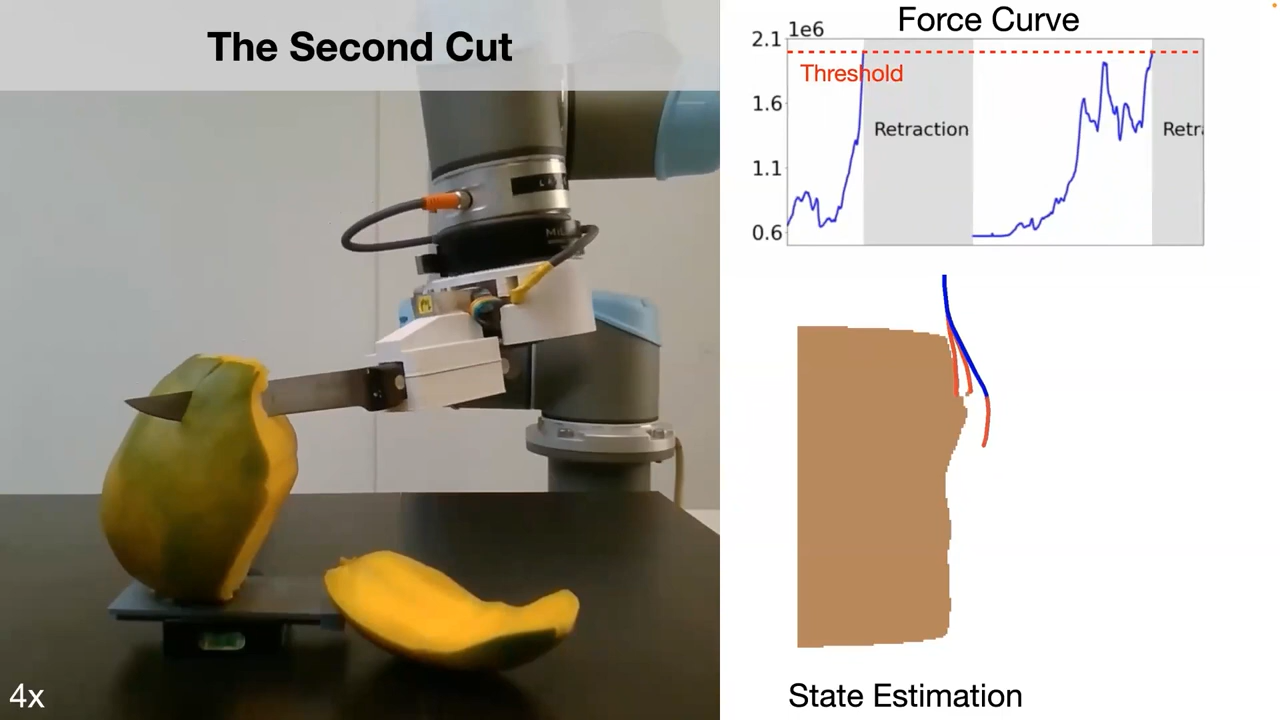 The Second Cut
Force Curve
1e6
2.1
Threshold
1.6
Retraction
Retr
1.1
0.6
4x
State Estimation